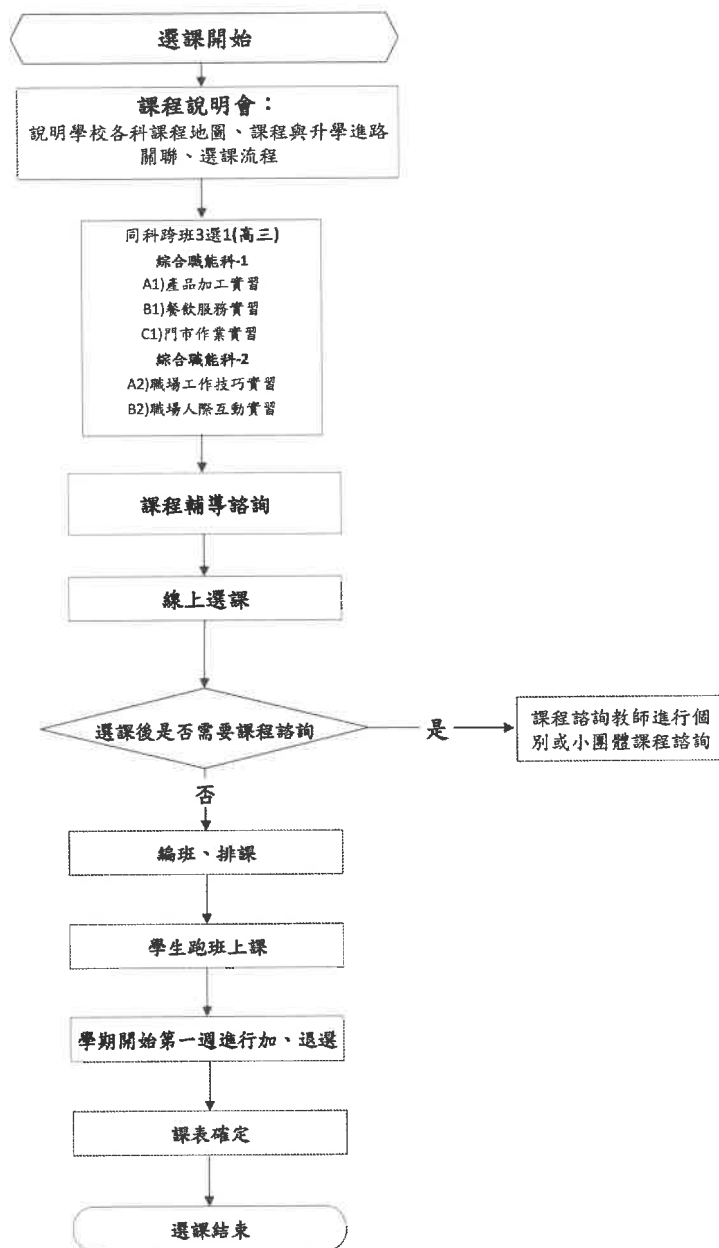 選課開始
課程說明會：
說明學校各科課程地圖、課程與升學進路
關聯、選課流程
同科跨班3選1(高三)
綜合職能科-1
A1)產品加工實習
B1)餐飲服務實習
C1)門市作業實習
綜合職能科-2
A2)職場工作技巧實習
B2)職場人際互動實習
課程輔導諮詢
線上選課
選課後是否需要課程諮詢
是
課程諮詢教師進行個
別或小團體課程諮詢
否
編班、排課
學生跑班上課
學期開始第一週進行加、退選
課表確定
選課結束